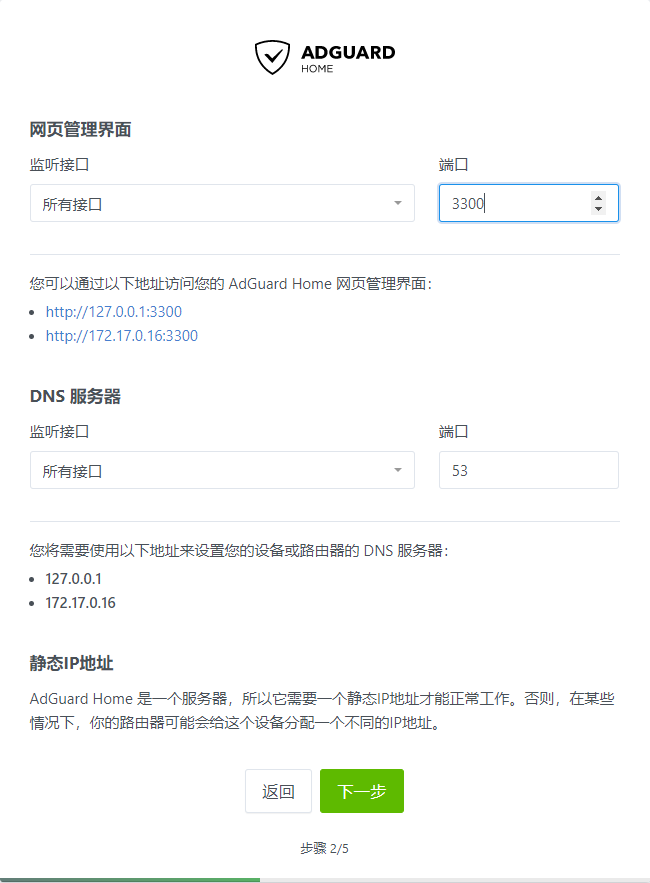 ADGUARD
HOME
网页管理界面
监听接口 端口
所有接口 3300
您可以通过以下地址访问您的 AdGuard Home 网页管理界面：
http://127.0.0.1:3300
http://172.17.0.16:3300
DNS 服务器
监听接口 端口
所有接口 53
您将需要使用以下地址来设置您的设备或路由器的 DNS 服务器：
127.0.0.1
172.17.0.16
静态IP地址
AdGuard Home 是一个服务器，所以它需要一个静态IP地址才能正常工作。否则，在某些
情况下，你的路由器可能会给这个设备分配一个不同的IP地址。
返回 下一步
步骤 2/5